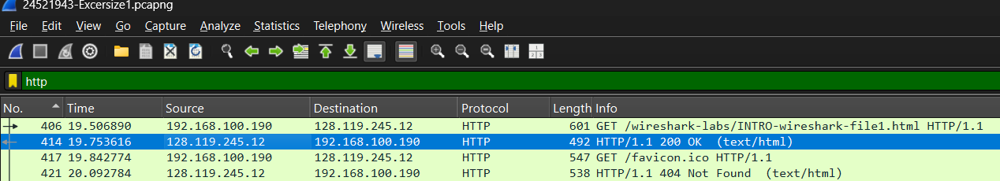 24521943-Excersize1.pcapng
File Edit View Go Capture Analyze Statistics Telephony Wireless Tools Help
http
No. Time Source Destination Protocol Length Info
406 19.506890 192.168.100.190 128.119.245.12 HTTP 601 GET /wireshark-labs/INTRO-wireshark-file1.html HTTP/1.1
414 19.753616 128.119.245.12 192.168.100.190 HTTP 492 HTTP/1.1 200 OK (text/html)
417 19.842774 192.168.100.190 128.119.245.12 HTTP 547 GET /favicon.ico HTTP/1.1
421 20.092784 128.119.245.12 192.168.100.190 HTTP 538 HTTP/1.1 404 Not Found (text/html)